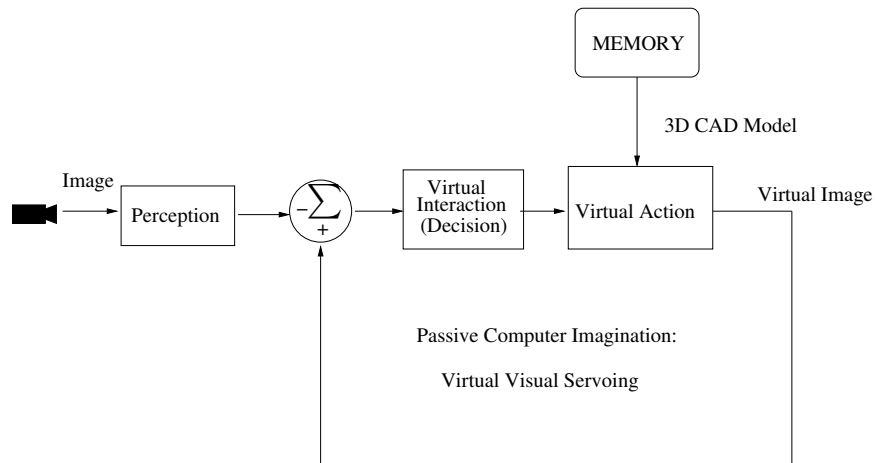 MEMORY
3D CAD Model
Image
Perception
−∑
+
Virtual
Interaction
(Decision)
Virtual Action
Virtual Image
Passive Computer Imagination:
Virtual Visual Servoing